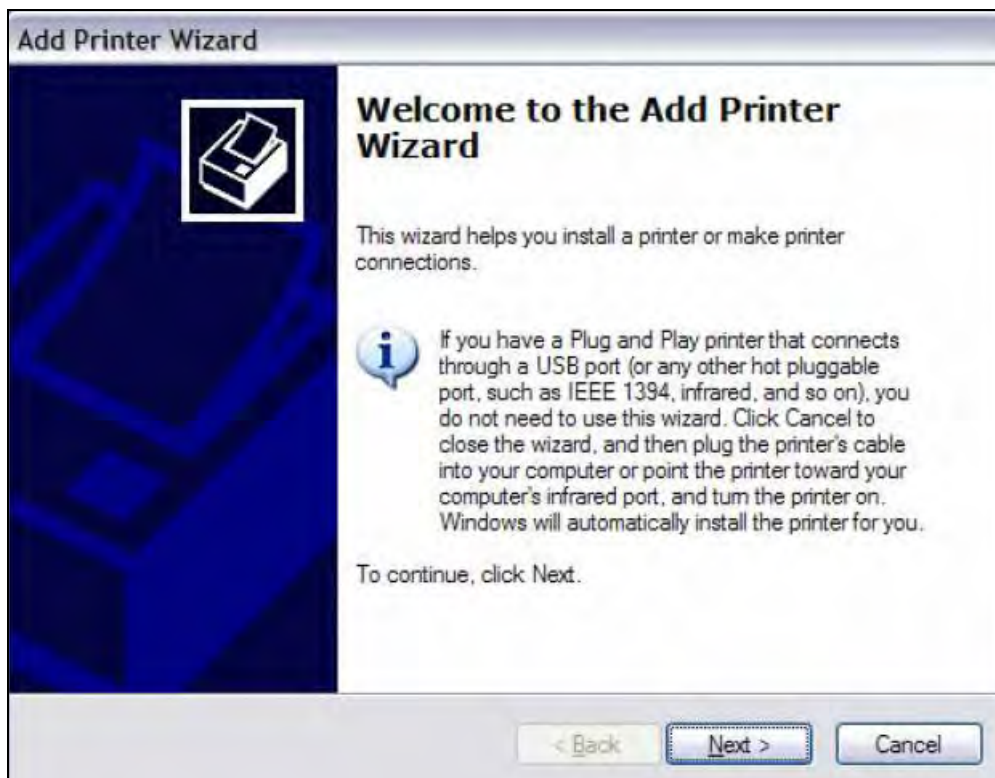 Add Printer Wizard
Welcome to the Add Printer
Wizard
This wizard helps you install a printer or make printer
connections.
If you have a Plug and Play printer that connects
through a USB port (or any other hot pluggable
port, such as IEEE 1394, infrared, and so on), you
do not need to use this wizard. Click Cancel to
close the wizard, and then plug the printer's cable
into your computer or point the printer toward your
computer's infrared port, and turn the printer on.
Windows will automatically install the printer for you.
To continue, click Next.
< Back Next > Cancel